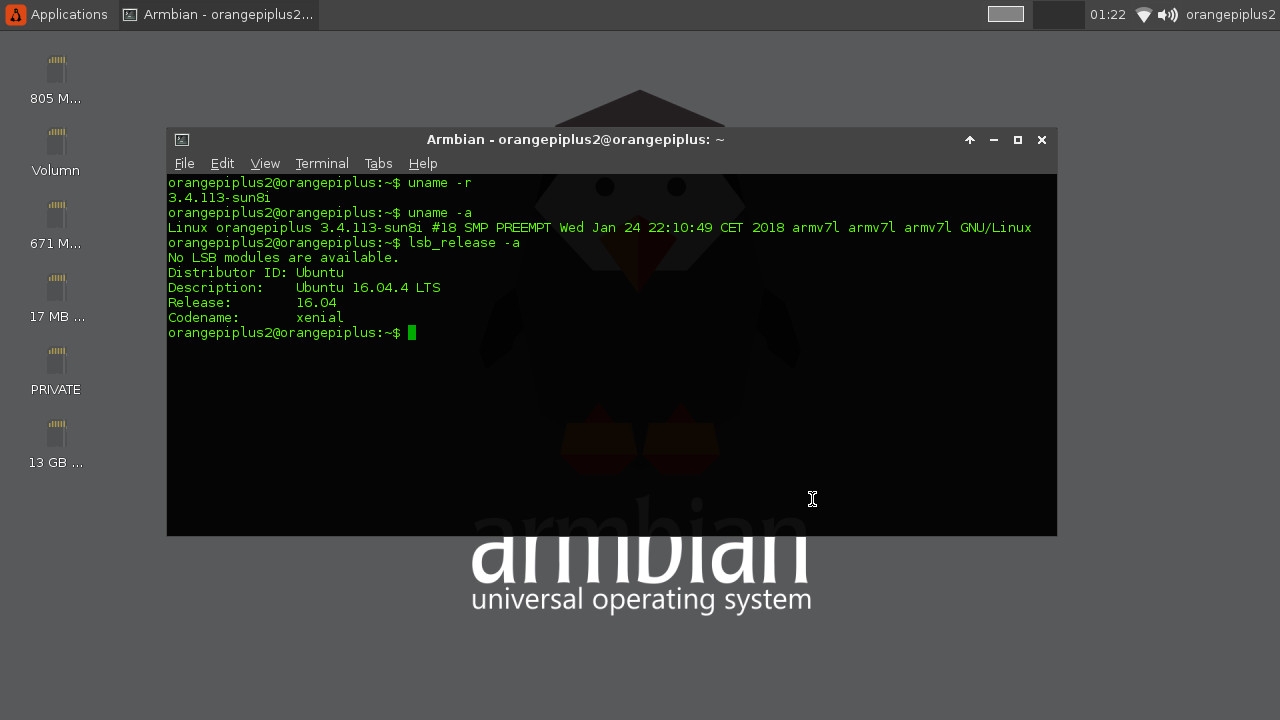 Applications
Armbian - orangepiplus2...
01:22
orangepiplus2
805 M...
Volumn
671 M...
17 MB ...
PRIVATE
13 GB ...
Armbian - orangepiplus2@orangepiplus: ~
File Edit View Terminal Tabs Help
orangepiplus2@orangepiplus:~$ uname -r
3.4.113-sun8i
orangepiplus2@orangepiplus:~$ uname -a
Linux orangepiplus 3.4.113-sun8i #18 SMP PREEMPT Wed Jan 24 22:10:49 CET 2018 armv7l armv7l armv7l GNU/Linux
orangepiplus2@orangepiplus:~$ lsb_release -a
No LSB modules are available.
Distributor ID: Ubuntu
Description:    Ubuntu 16.04.4 LTS
Release:        16.04
Codename:       xenial
orangepiplus2@orangepiplus:~$
armbian
universal operating system